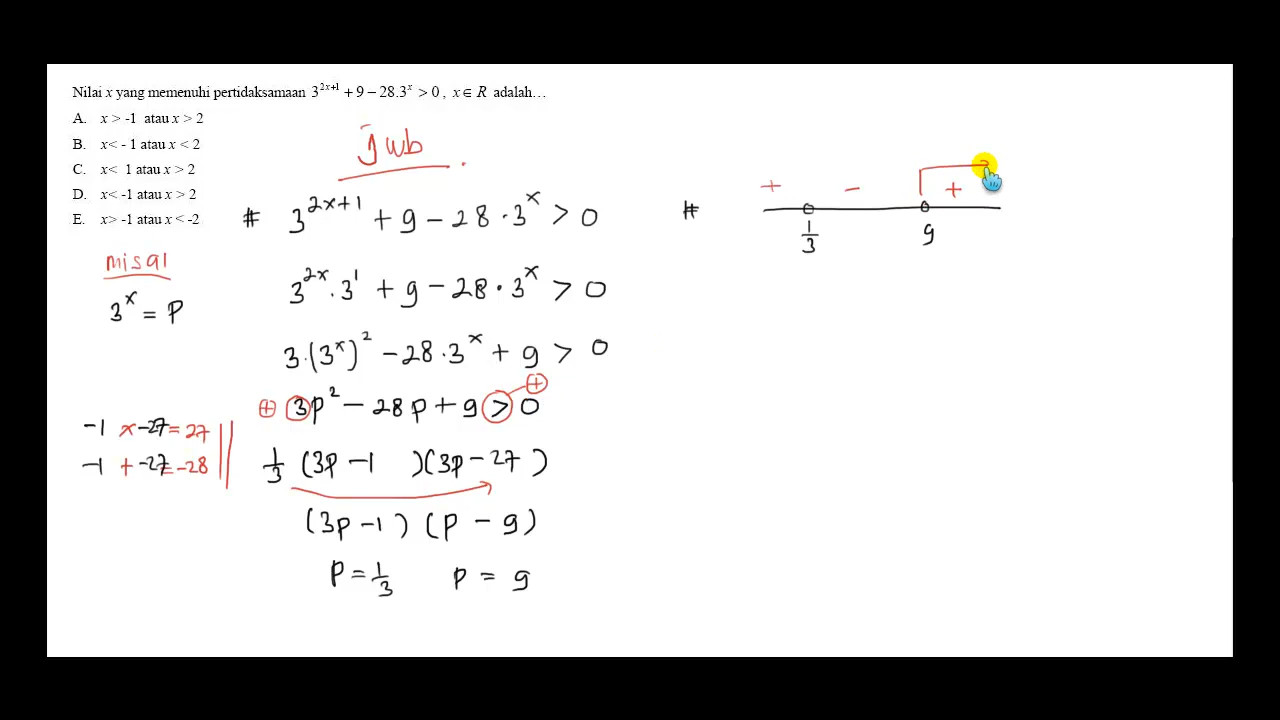 Nilai x yang memenuhi pertidaksamaan 3^{2x+1} + 9 − 28.3^x > 0 , x ∈ R adalah…
A. x > -1 atau x > 2
B. x< - 1 atau x < 2
C. x< 1 atau x > 2
D. x< -1 atau x > 2
E. x> -1 atau x < -2
Jwb
# 3^{2x+1} + 9 − 28 · 3^x > 0
misal
3^x = P
3^{2x} · 3^1 + 9 − 28 · 3^x > 0
3·(3^x)^2 − 28·3^x + 9 > 0
+ 3p^2 − 28p + 9 > 0 +
−1 x −27 = 27
−1 + −27 = −28
1/3 (3p − 1 )(3p − 27 )
(3p − 1 ) (p − 9)
P = 1/3 P = 9
#
+ − +
1/3 9